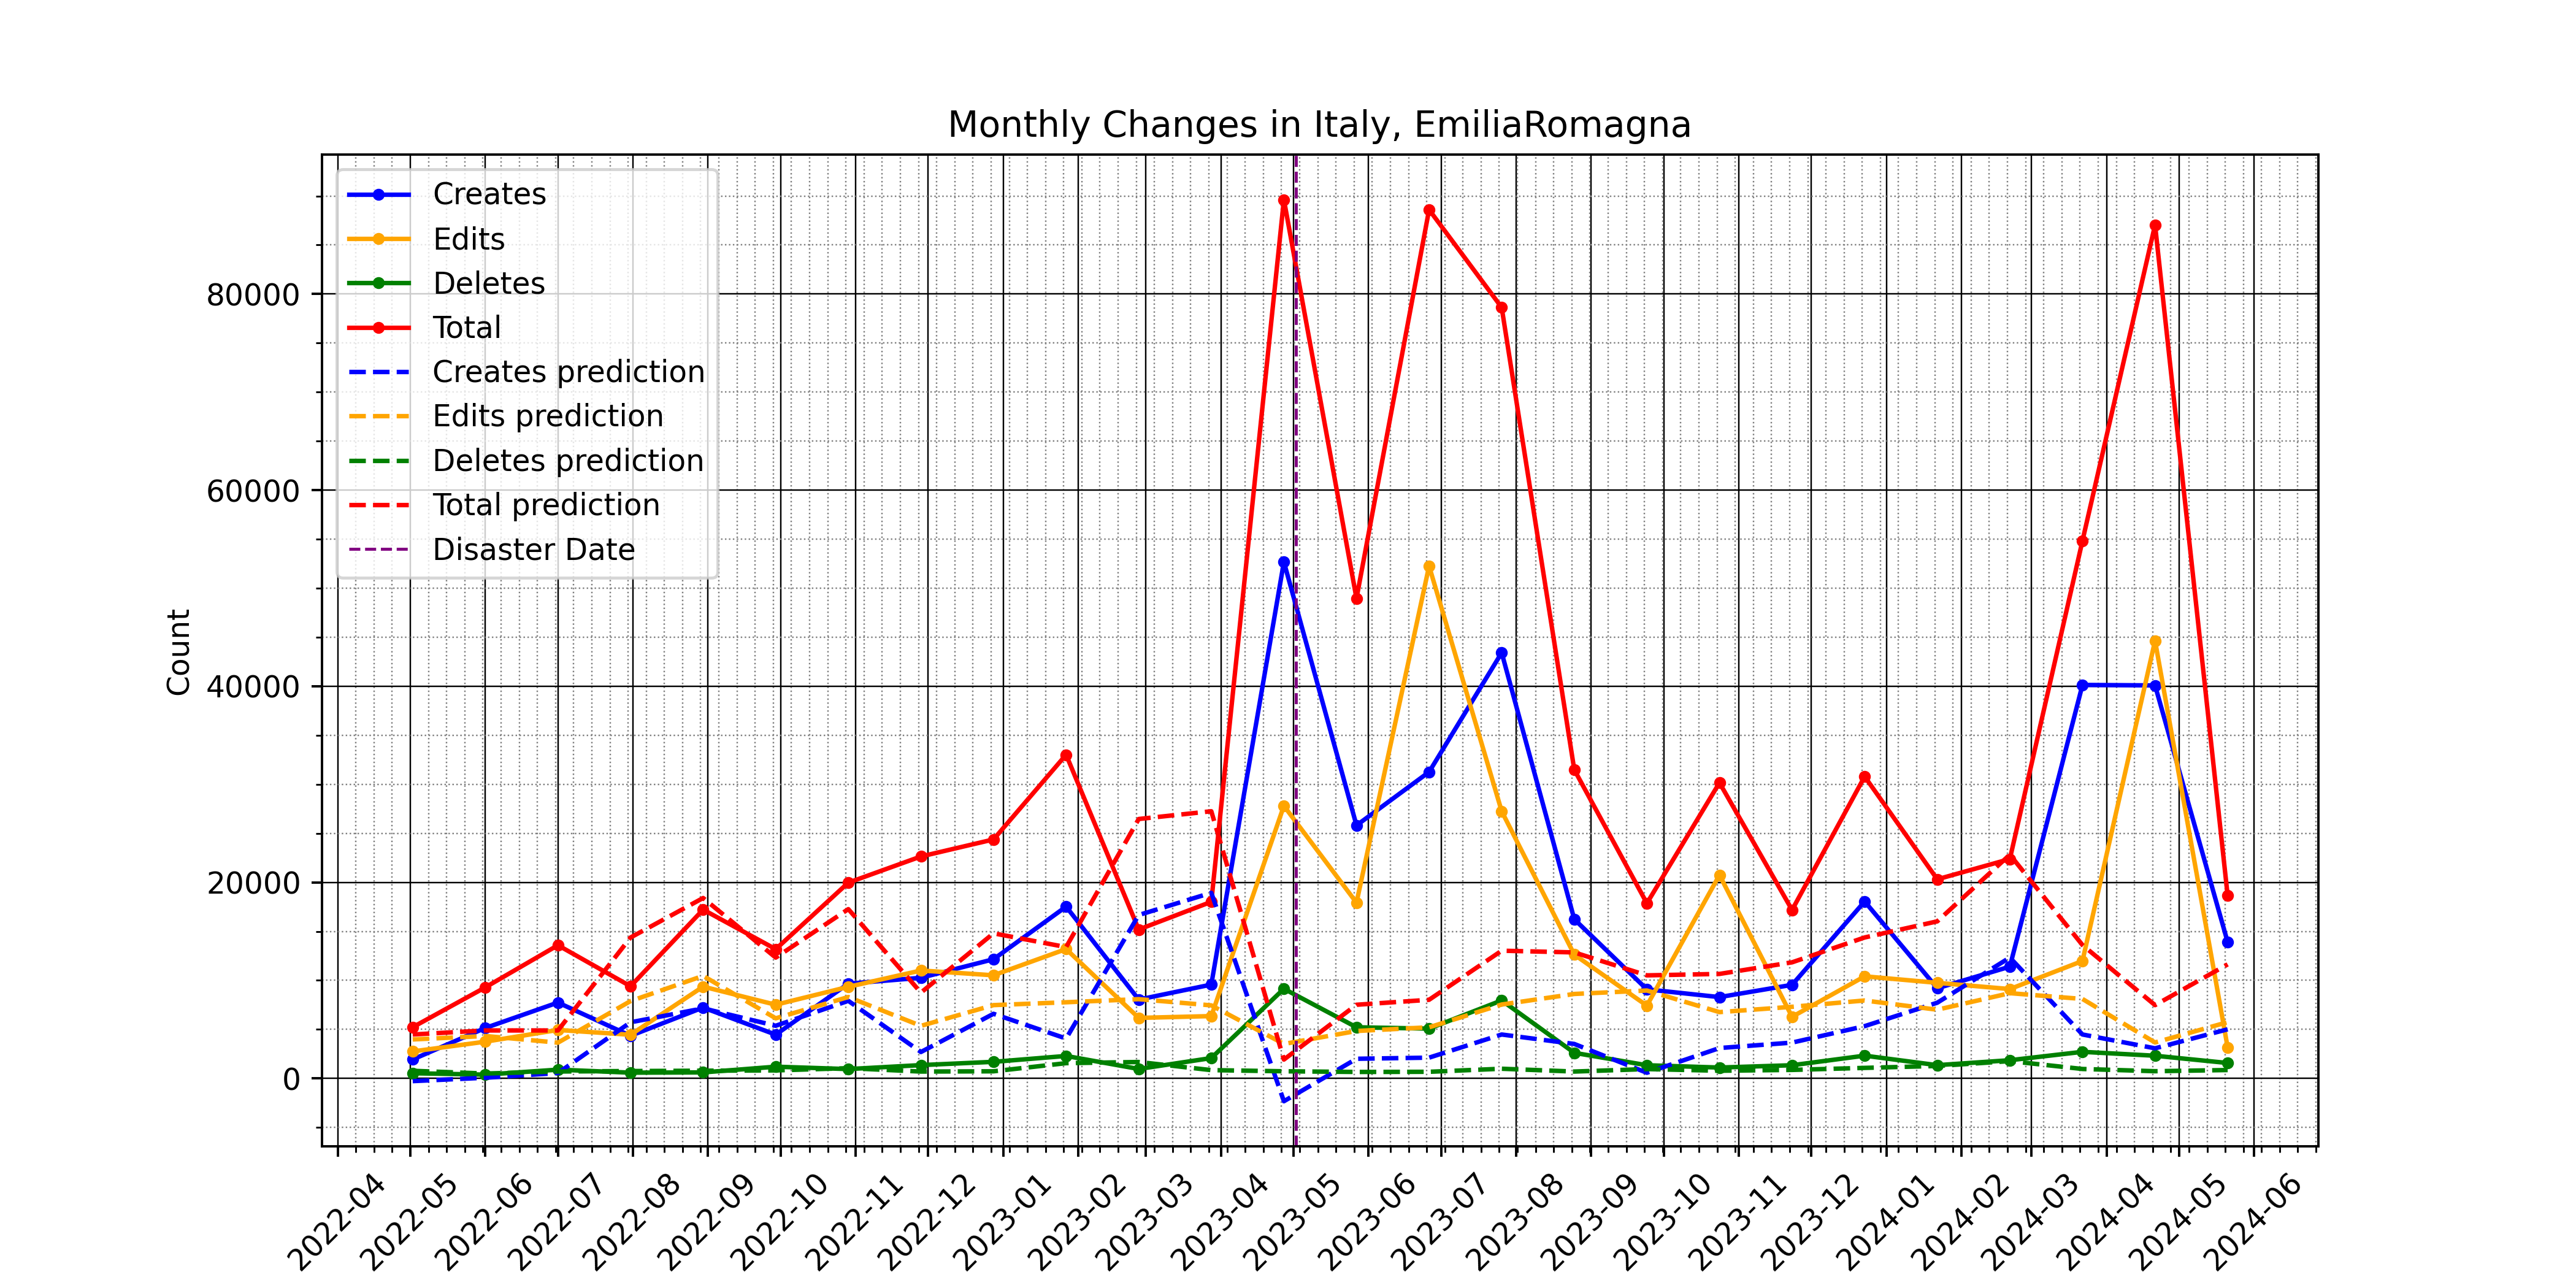 Monthly Changes in Italy, EmiliaRomagna
Creates
Edits
Deletes
Total
Creates prediction
Edits prediction
Deletes prediction
Total prediction
Disaster Date
Count
80000
60000
40000
20000
0
2022-04
2022-05
2022-06
2022-07
2022-08
2022-09
2022-10
2022-11
2022-12
2023-01
2023-02
2023-03
2023-04
2023-05
2023-06
2023-07
2023-08
2023-09
2023-10
2023-11
2023-12
2024-01
2024-02
2024-03
2024-04
2024-05
2024-06